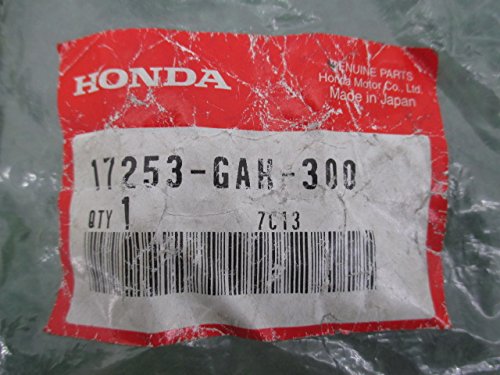 HONDA
GENUINE PARTS
Honda Motor Co., Ltd.
Made in Japan
17253-GAH-300
QTY 1 7C13